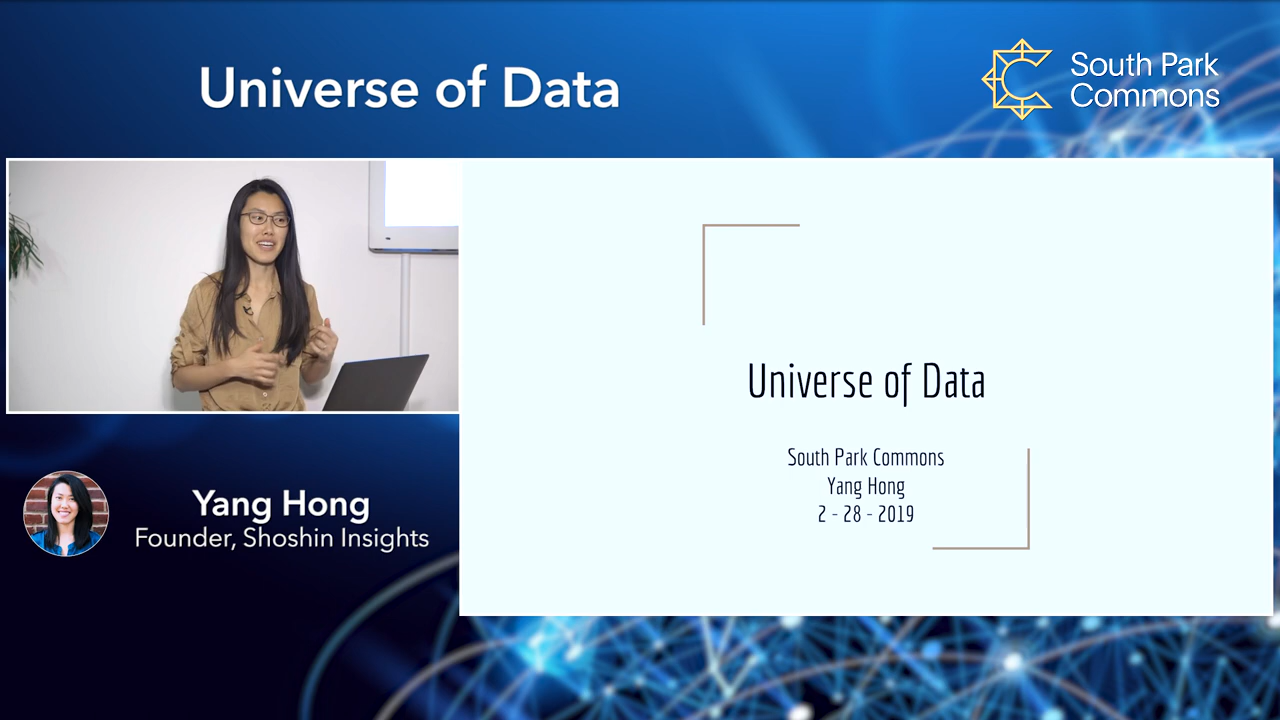 Universe of Data
South Park
Commons
Universe of Data
South Park Commons
Yang Hong
2 - 28 - 2019
Yang Hong
Founder, Shoshin Insights